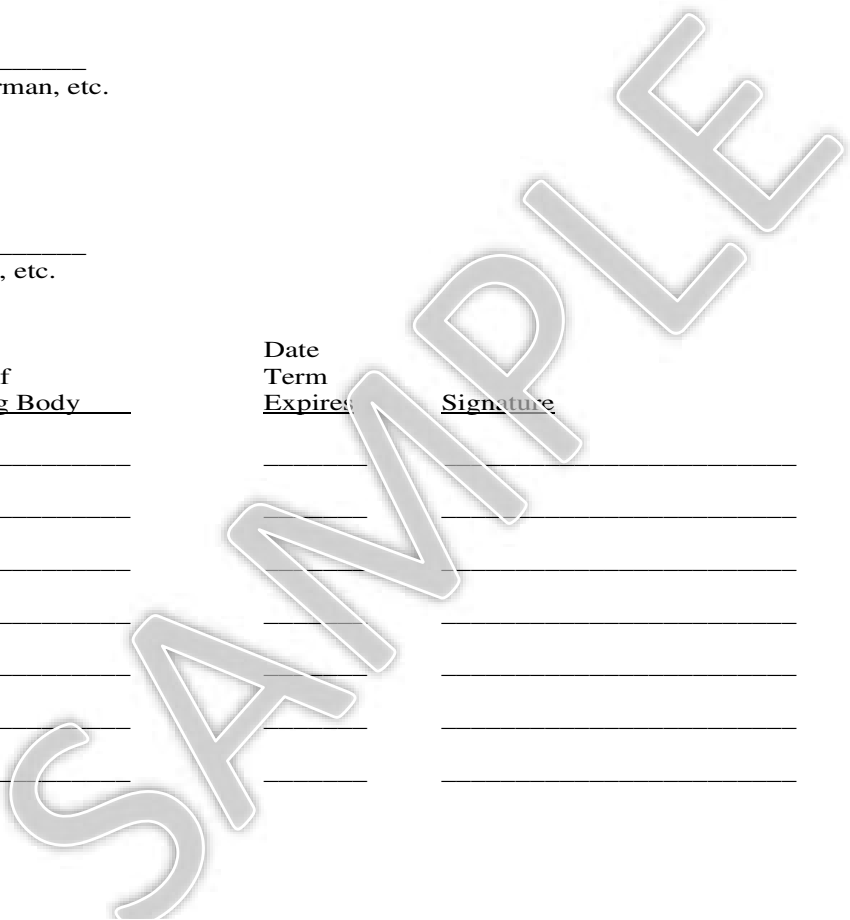 rman, etc.
, etc.
Date
f Term
g Body Expires Signature
SAMPLE